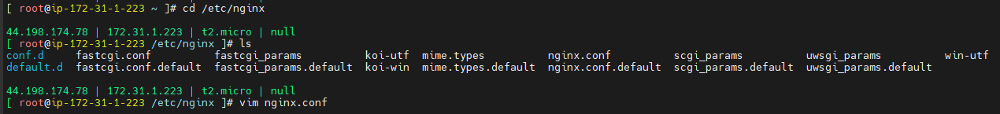 [ root@ip-172-31-1-223 ~ ]# cd /etc/nginx
44.198.174.78 | 172.31.1.223 | t2.micro | null
[ root@ip-172-31-1-223 /etc/nginx ]# ls
conf.d     fastcgi.conf          fastcgi_params          koi-utf  mime.types          nginx.conf          scgi_params          uwsgi_params          win-utf
default.d  fastcgi.conf.default  fastcgi_params.default  koi-win  mime.types.default  nginx.conf.default  scgi_params.default  uwsgi_params.default
44.198.174.78 | 172.31.1.223 | t2.micro | null
[ root@ip-172-31-1-223 /etc/nginx ]# vim nginx.conf